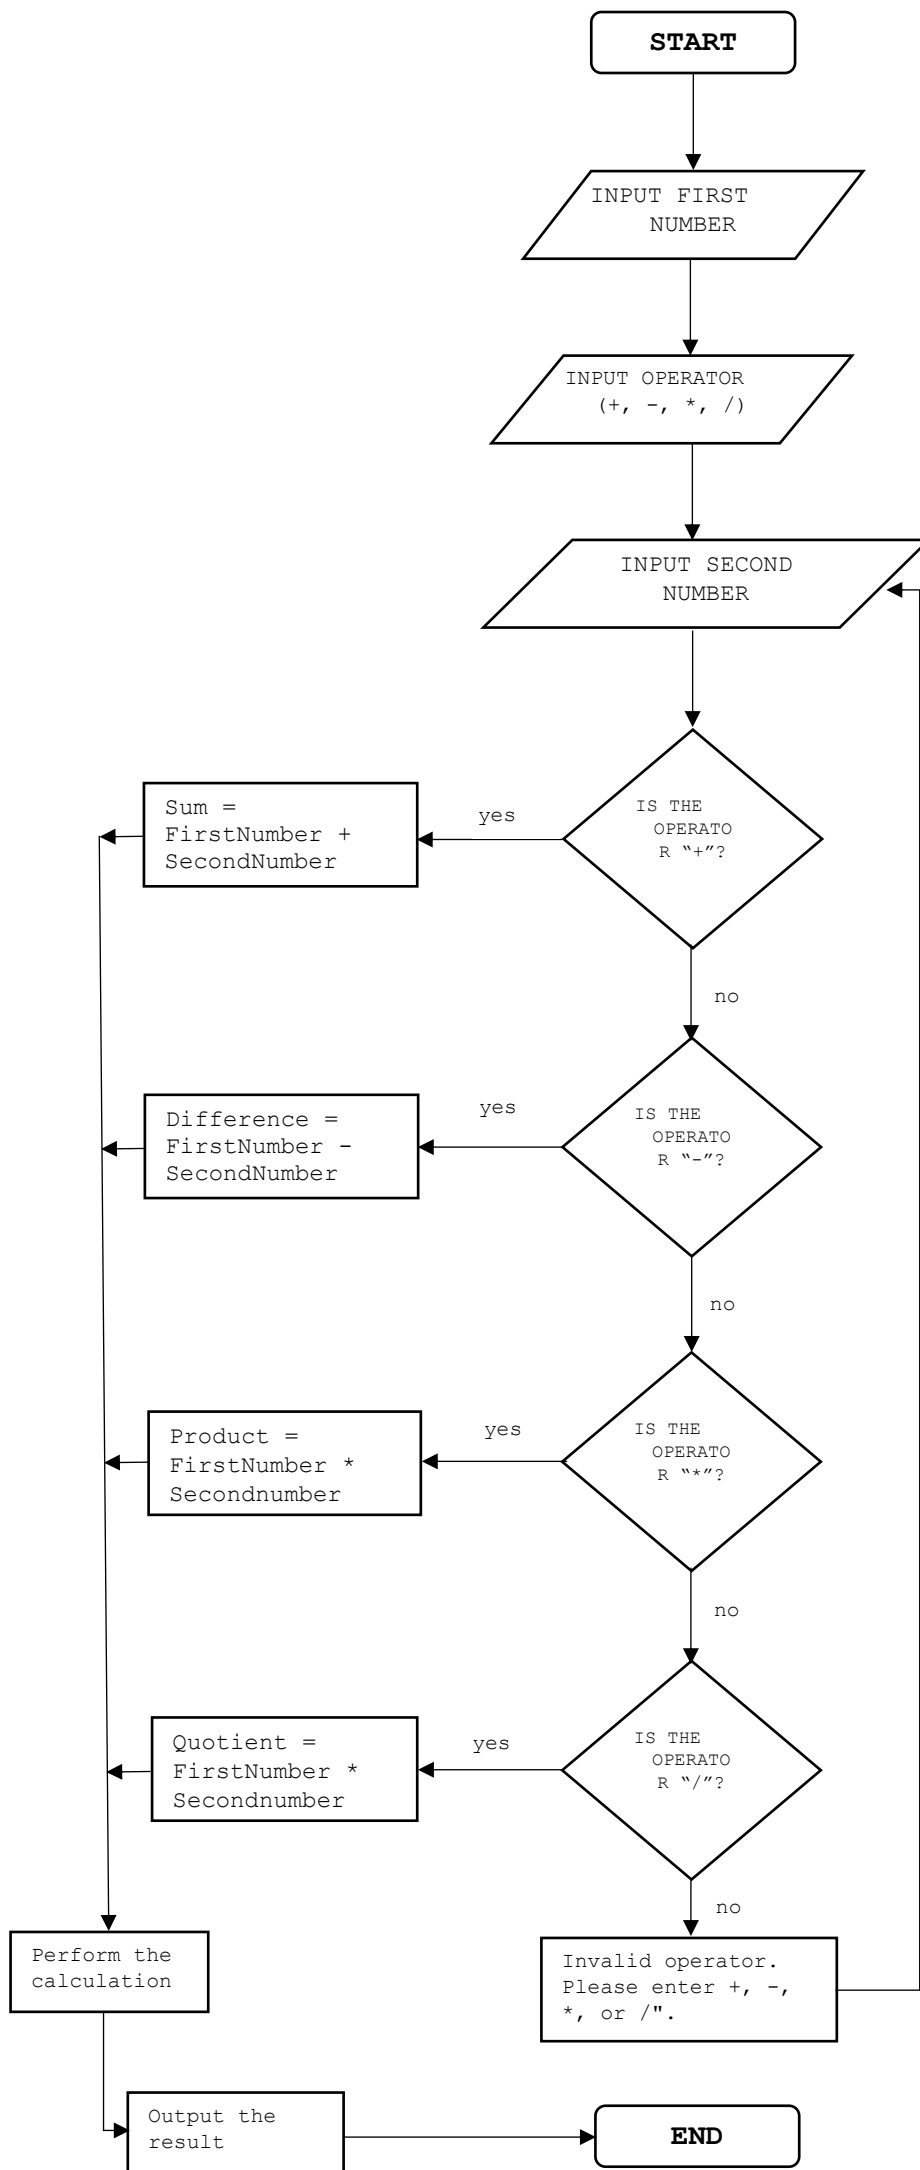 START
INPUT FIRST
NUMBER
INPUT OPERATOR
(+, -, *, /)
INPUT SECOND
NUMBER
IS THE
OPERATO
R “+”?
yes
Sum =
FirstNumber +
SecondNumber
no
IS THE
OPERATO
R “-”?
yes
Difference =
FirstNumber -
SecondNumber
no
IS THE
OPERATO
R “*”?
yes
Product =
FirstNumber *
Secondnumber
no
IS THE
OPERATO
R “/”?
yes
Quotient =
FirstNumber *
Secondnumber
no
Invalid operator.
Please enter +, -,
*, or /".
Perform the
calculation
Output the
result
END